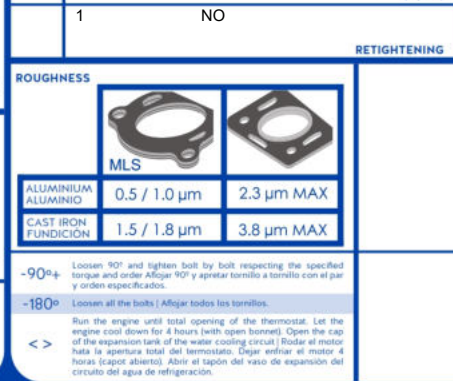 1 NO
RETIGHTENING
ROUGHNESS
MLS
ALUMINIUM 0.5 / 1.0 µm 2.3 µm MAX
ALUMINIO
CAST IRON 1.5 / 1.8 µm 3.8 µm MAX
FUNDICIÓN
-90º+ Loosen 90º and tighten bolt by bolt respecting the specified
torque and order Aflojar 90º y apretar tornillo a tornillo con el par
y orden especificados.
-180º Loosen all the bolts | Aflojar todos los tornillos.
Run the engine until total opening of the thermostat. Let the
engine cool down for 4 hours (with open bonnet). Open the cap
< > of the expansion tank of the water cooling circuit | Rodar el motor
hata la apertura total del termostato. Dejar enfriar el motor 4
horas (capot abierto). Abrir el tapón del vaso de expansión del
circuito del agua de refrigeración.